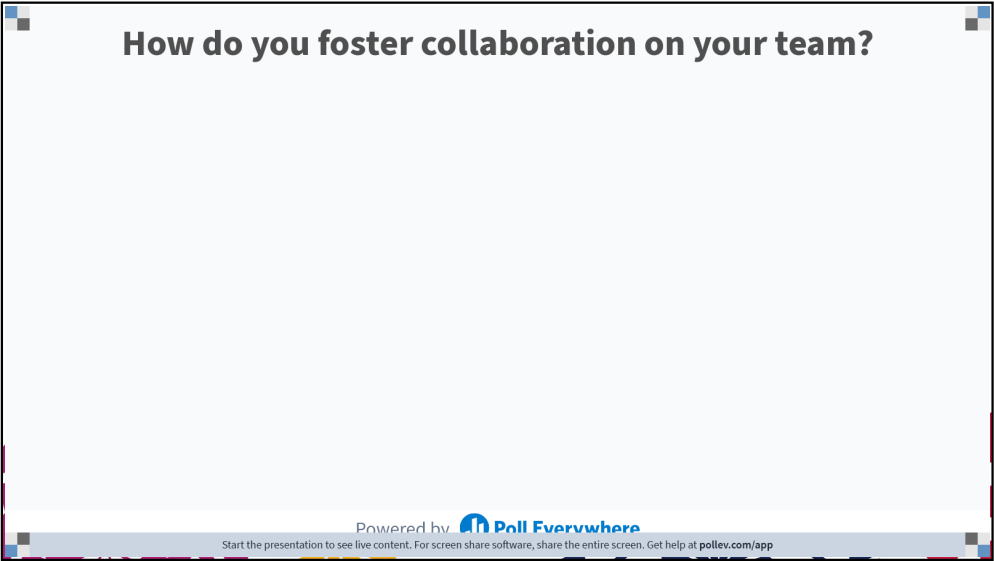 How do you foster collaboration on your team?
Powered by Poll Everywhere
Start the presentation to see live content. For screen share software, share the entire screen. Get help at pollev.com/app